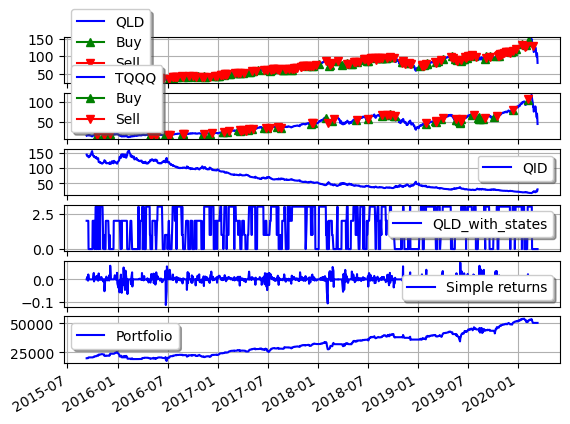 QLD
Buy
Sell
150
100
50
TQQQ
Buy
Sell
100
50
150
100
50
QID
2.5
0.0
QLD_with_states
0.0
−0.1
Simple returns
50000
25000
Portfolio
2015-07
2016-01
2016-07
2017-01
2017-07
2018-01
2018-07
2019-01
2019-07
2020-01